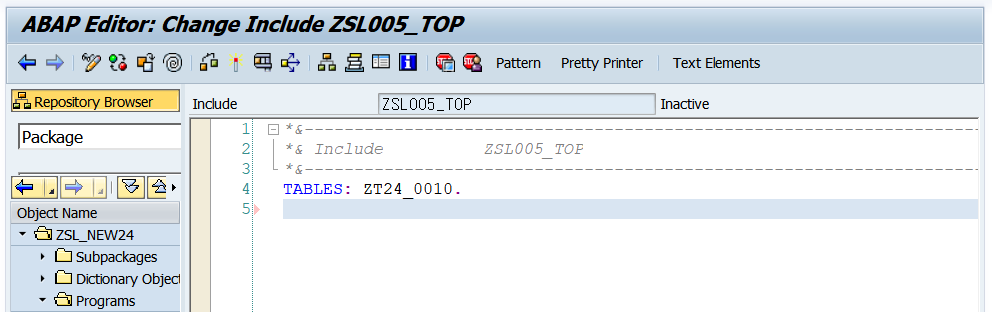 ABAP Editor: Change Include ZSL005_TOP
Pattern Pretty Printer Text Elements
Repository Browser
Include ZSL005_TOP Inactive
Package
1 *&---------------------------------------------------------------------
2 *& Include ZSL005_TOP
3 *&---------------------------------------------------------------------
4 TABLES: ZT24_0010.
5
Object Name
ZSL_NEW24
Subpackages
Dictionary Object
Programs